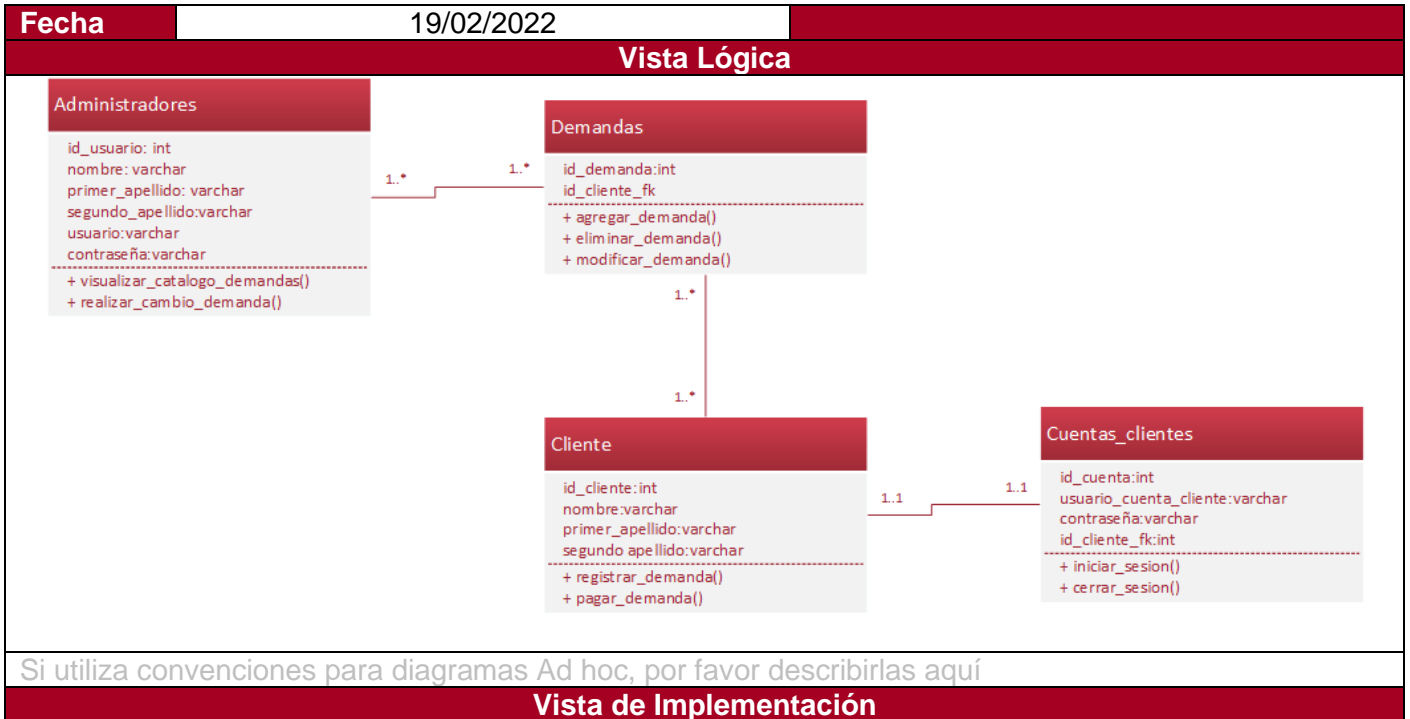 Fecha 19/02/2022
Vista Lógica
Administradores
id_usuario: int
nombre: varchar
primer_apellido: varchar
segundo_apellido:varchar
usuario:varchar
contraseña:varchar
+ visualizar_catalogo_demandas()
+ realizar_cambio_demanda()
1..*
1..*
Demandas
id_demanda:int
id_cliente_fk
+ agregar_demanda()
+ eliminar_demanda()
+ modificar_demanda()
1..*
1..*
Cliente
id_cliente:int
nombre:varchar
primer_apellido:varchar
segundo apellido:varchar
+ registrar_demanda()
+ pagar_demanda()
1..1
1..1
Cuentas_clientes
id_cuenta:int
usuario_cuenta_cliente:varchar
contraseña:varchar
id_cliente_fk:int
+ iniciar_sesion()
+ cerrar_sesion()
Si utiliza convenciones para diagramas Ad hoc, por favor describirlas aquí
Vista de Implementación